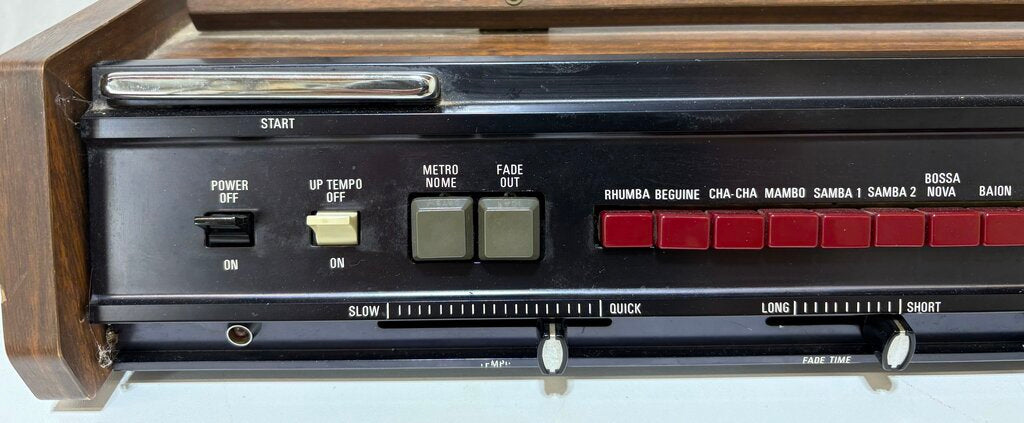 START
POWER
OFF
ON
UP TEMPO
OFF
ON
METRO
NOME
FADE
OUT
RHUMBA
BEGUINE
CHA-CHA
MAMBO
SAMBA 1
SAMBA 2
BOSSA
NOVA
BAION
SLOW
QUICK
LONG
SHORT
FADE TIME